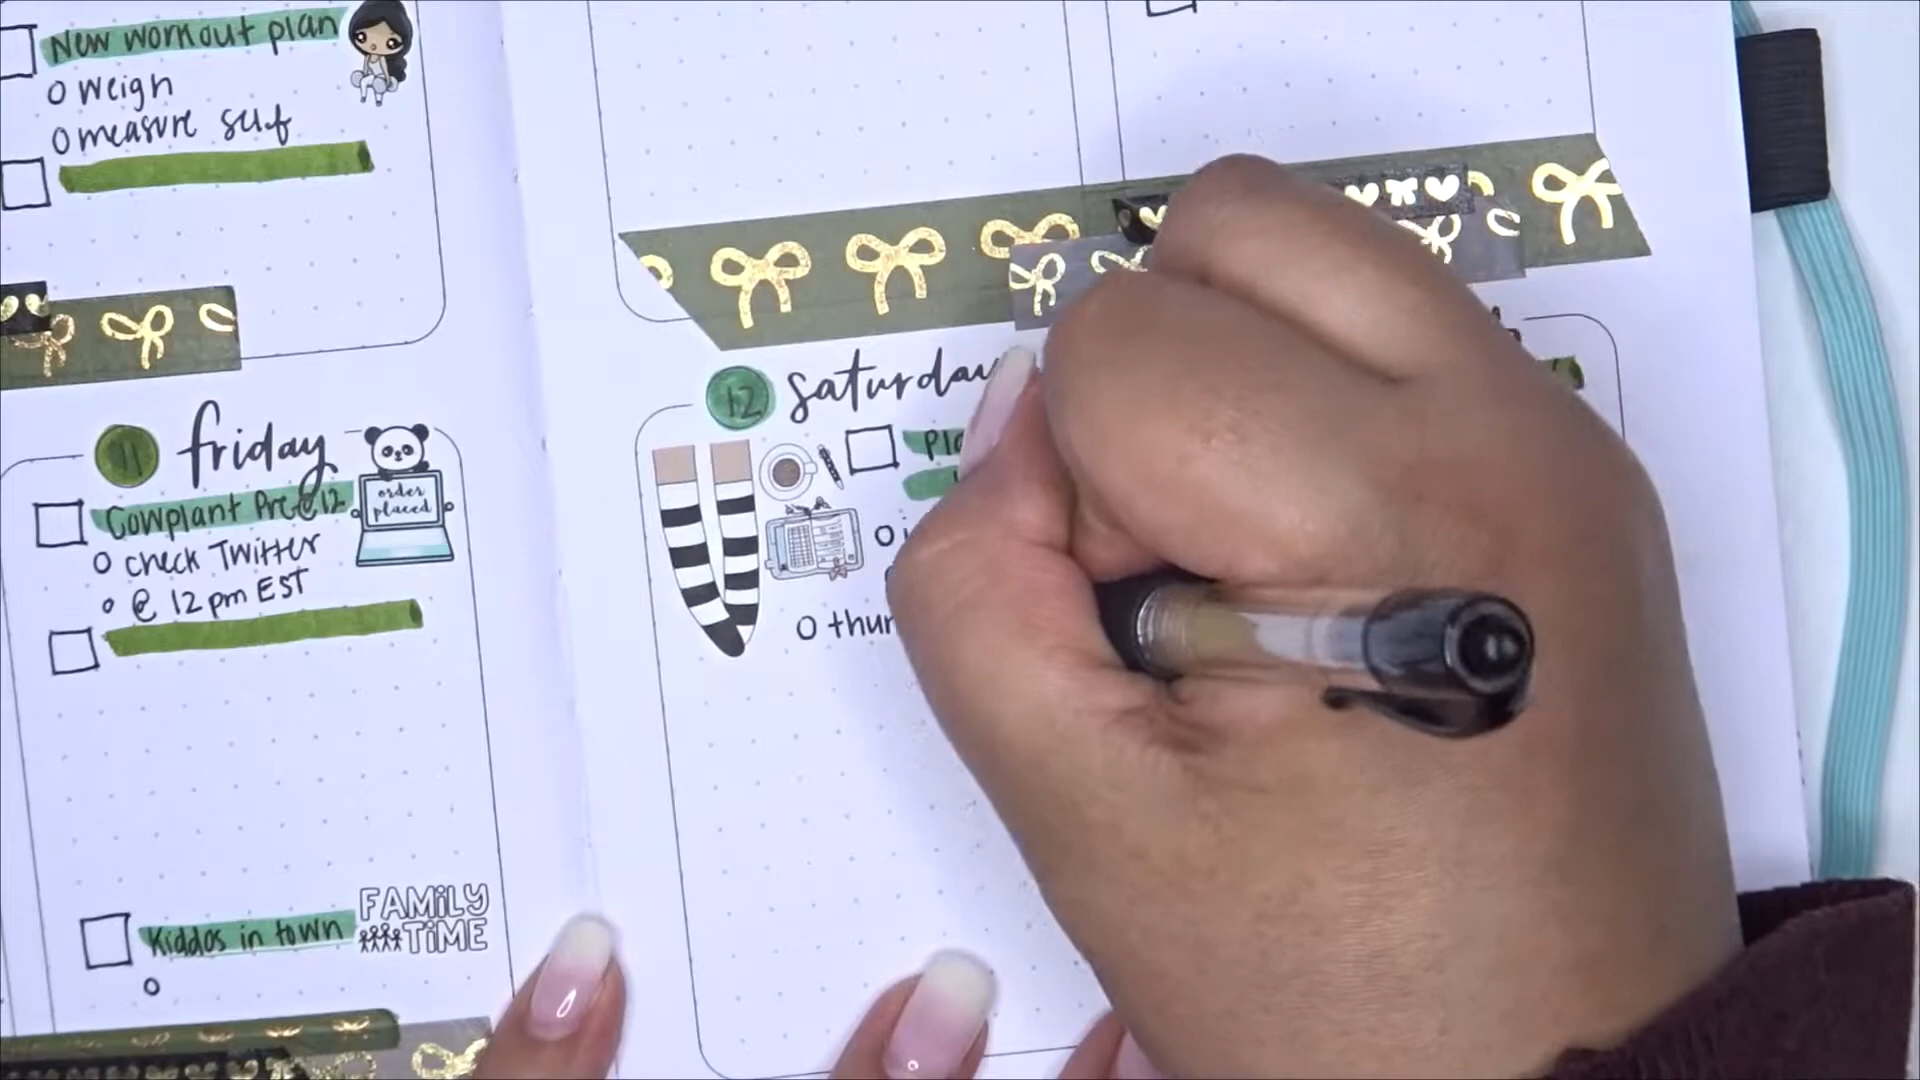 New workout plan
o weigh
o measure self
11 friday
Cowplant Pre @ 12
order
placed
o check Twitter
o @ 12 pm EST
Kiddos in town
FAMiLY
TiME
o
12 saturday
o thur